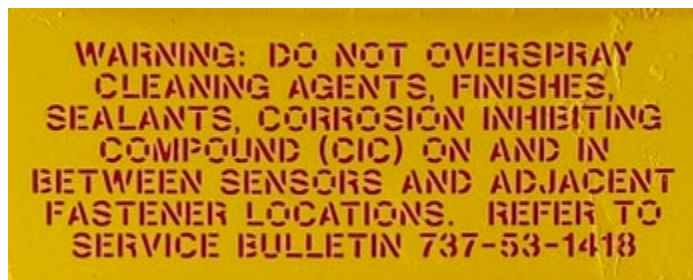 WARNING: DO NOT OVERSPRAY
CLEANING AGENTS, FINISHES,
SEALANTS, CORROSION INHIBITING
COMPOUND (CIC) ON AND IN
BETWEEN SENSORS AND ADJACENT
FASTENER LOCATIONS. REFER TO
SERVICE BULLETIN 737-53-1418